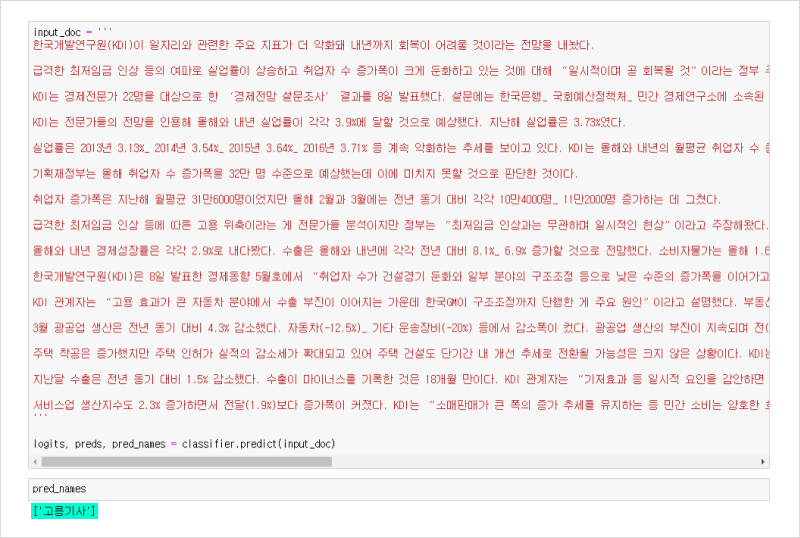 input_doc = '''
한국개발연구원(KDI)이 일자리와 관련한 주요 지표가 더 악화돼 내년까지 회복이 어려울 것이라는 전망을 내놨다.
급격한 최저임금 인상 등의 여파로 실업률이 상승하고 취업자 수 증가폭이 크게 둔화하고 있는 것에 대해 “일시적이며 곧 회복될 것”이라는 정부
KDI는 경제전문가 22명을 대상으로 한 ‘경제전망 설문조사’ 결과를 8일 발표했다. 설문에는 한국은행_ 국회예산정책처_ 민간 경제연구소에 소속된
KDI는 전문가들의 전망을 인용해 올해와 내년 실업률이 각각 3.9%에 달할 것으로 예상했다. 지난해 실업률은 3.73%였다.
실업률은 2013년 3.13%_ 2014년 3.54%_ 2015년 3.64%_ 2016년 3.71% 등 계속 악화하는 추세를 보이고 있다. KDI는 올해와 내년의 월평균 취업자 수
기획재정부는 올해 취업자 수 증가폭을 32만 명 수준으로 예상했는데 이에 미치지 못할 것으로 판단한 것이다.
취업자 증가폭은 지난해 월평균 31만6000명이었지만 올해 2월과 3월에는 전년 동기 대비 각각 10만4000명_ 11만2000명 증가하는 데 그쳤다.
급격한 최저임금 인상 등에 따른 고용 위축이라는 게 전문가들 분석이지만 정부는 “최저임금 인상과는 무관하며 일시적인 현상”이라고 주장해왔다.
올해와 내년 경제성장률은 각각 2.9%로 내다봤다. 수출은 올해와 내년에 각각 전년 대비 8.1%_ 6.9% 증가할 것으로 전망했다. 소비자물가는 올해 1.6
한국개발연구원(KDI)은 8일 발표한 경제동향 5월호에서 “취업자 수가 건설경기 둔화와 일부 분야의 구조조정 등으로 낮은 수준의 증가폭을 이어가고
KDI 관계자는 “고용 효과가 큰 자동차 분야에서 수출 부진이 이어지는 가운데 한국GM이 구조조정까지 단행한 게 주요 원인”이라고 설명했다. 부동산
3월 광공업 생산은 전년 동기 대비 4.3% 감소했다. 자동차(-12.5%)_ 기타 운송장비(-20%) 등에서 감소폭이 컸다. 광공업 생산의 부진이 지속되며
주택 착공은 증가했지만 주택 인허가 실적의 감소세가 확대되고 있어 주택 건설도 단기간 내 개선 추세로 전환될 가능성은 크지 않은 상황이다. KDI는
지난달 수출은 전년 동기 대비 1.5% 감소했다. 수출이 마이너스를 기록한 것은 18개월 만이다. KDI 관계자는 “기저효과 등 일시적 요인을 감안하면
서비스업 생산지수도 2.3% 증가하면서 전달(1.9%)보다 증가폭이 커졌다. KDI는 “소매판매가 큰 폭의 증가 추세를 유지하는 등 민간 소비는 양호한
'''
logits, preds, pred_names = classifier.predict(input_doc)
pred_names
['고용기사']